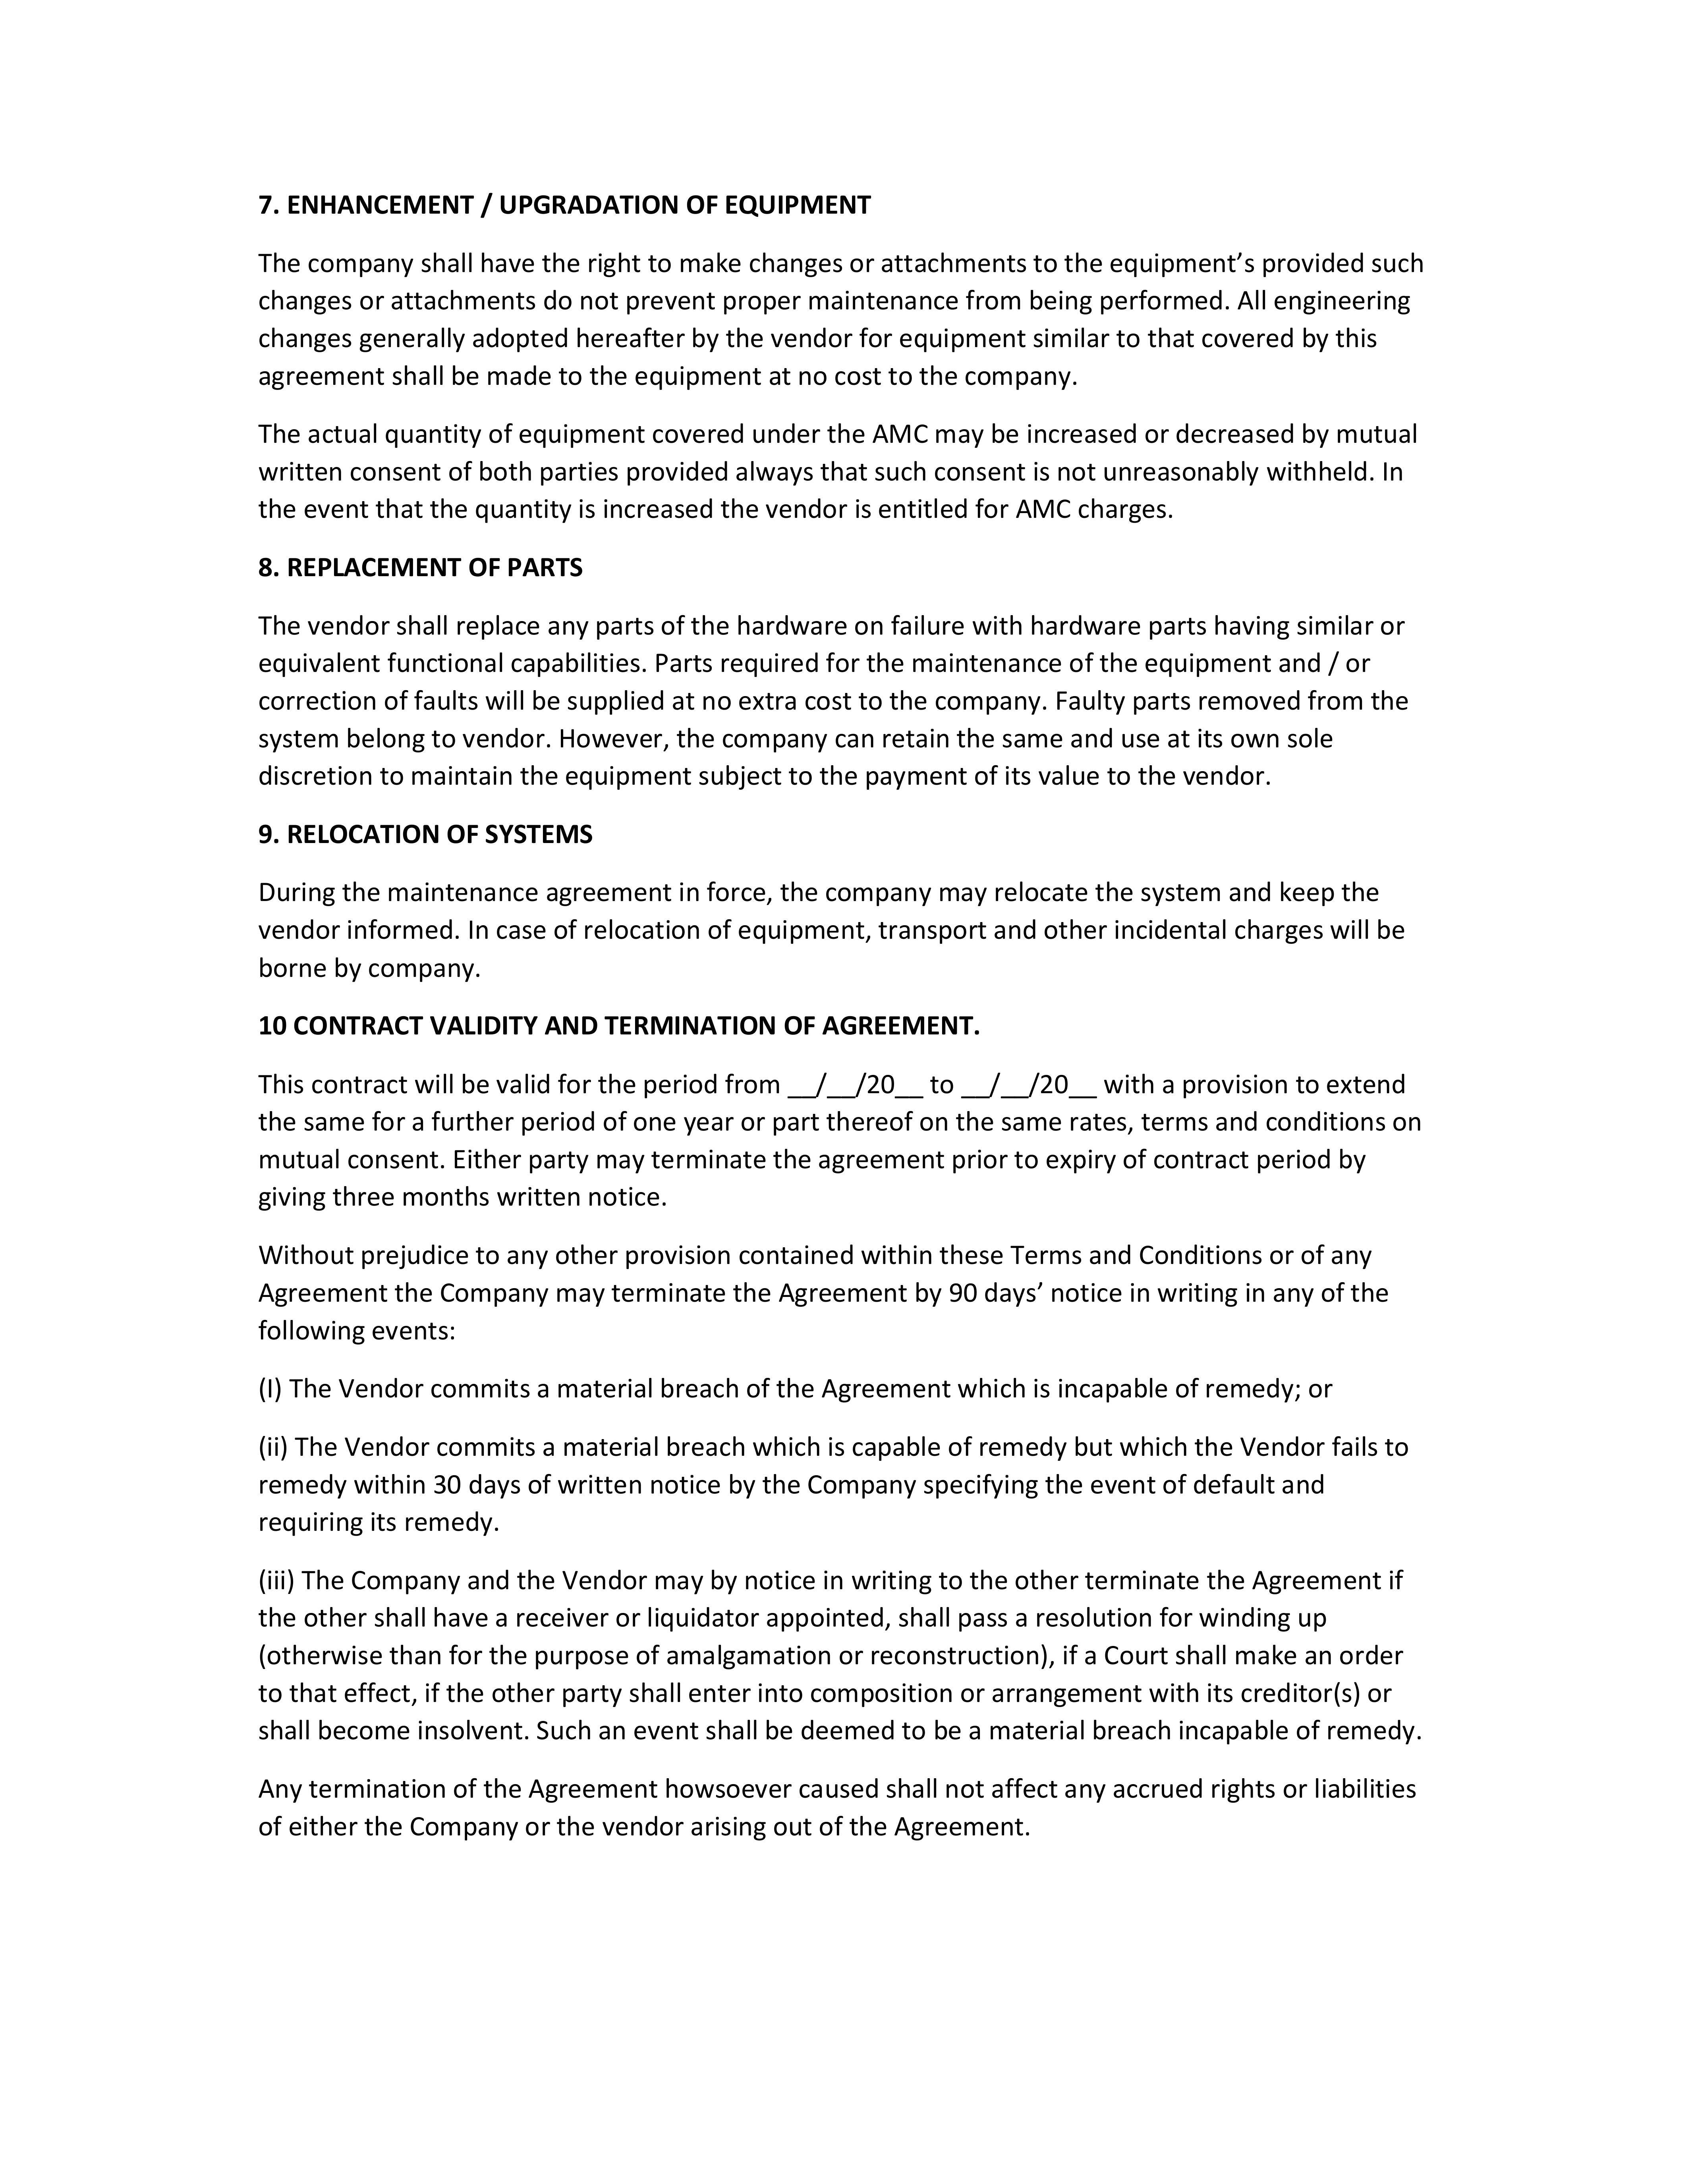 7. ENHANCEMENT / UPGRADATION OF EQUIPMENT
The company shall have the right to make changes or attachments to the equipment’s provided such
changes or attachments do not prevent proper maintenance from being performed. All engineering
changes generally adopted hereafter by the vendor for equipment similar to that covered by this
agreement shall be made to the equipment at no cost to the company.
The actual quantity of equipment covered under the AMC may be increased or decreased by mutual
written consent of both parties provided always that such consent is not unreasonably withheld. In
the event that the quantity is increased the vendor is entitled for AMC charges.
8. REPLACEMENT OF PARTS
The vendor shall replace any parts of the hardware on failure with hardware parts having similar or
equivalent functional capabilities. Parts required for the maintenance of the equipment and / or
correction of faults will be supplied at no extra cost to the company. Faulty parts removed from the
system belong to vendor. However, the company can retain the same and use at its own sole
discretion to maintain the equipment subject to the payment of its value to the vendor.
9. RELOCATION OF SYSTEMS
During the maintenance agreement in force, the company may relocate the system and keep the
vendor informed. In case of relocation of equipment, transport and other incidental charges will be
borne by company.
10 CONTRACT VALIDITY AND TERMINATION OF AGREEMENT.
This contract will be valid for the period from __/__/20__ to __/__/20__ with a provision to extend
the same for a further period of one year or part thereof on the same rates, terms and conditions on
mutual consent. Either party may terminate the agreement prior to expiry of contract period by
giving three months written notice.
Without prejudice to any other provision contained within these Terms and Conditions or of any
Agreement the Company may terminate the Agreement by 90 days’ notice in writing in any of the
following events:
(I) The Vendor commits a material breach of the Agreement which is incapable of remedy; or
(ii) The Vendor commits a material breach which is capable of remedy but which the Vendor fails to
remedy within 30 days of written notice by the Company specifying the event of default and
requiring its remedy.
(iii) The Company and the Vendor may by notice in writing to the other terminate the Agreement if
the other shall have a receiver or liquidator appointed, shall pass a resolution for winding up
(otherwise than for the purpose of amalgamation or reconstruction), if a Court shall make an order
to that effect, if the other party shall enter into composition or arrangement with its creditor(s) or
shall become insolvent. Such an event shall be deemed to be a material breach incapable of remedy.
Any termination of the Agreement howsoever caused shall not affect any accrued rights or liabilities
of either the Company or the vendor arising out of the Agreement.